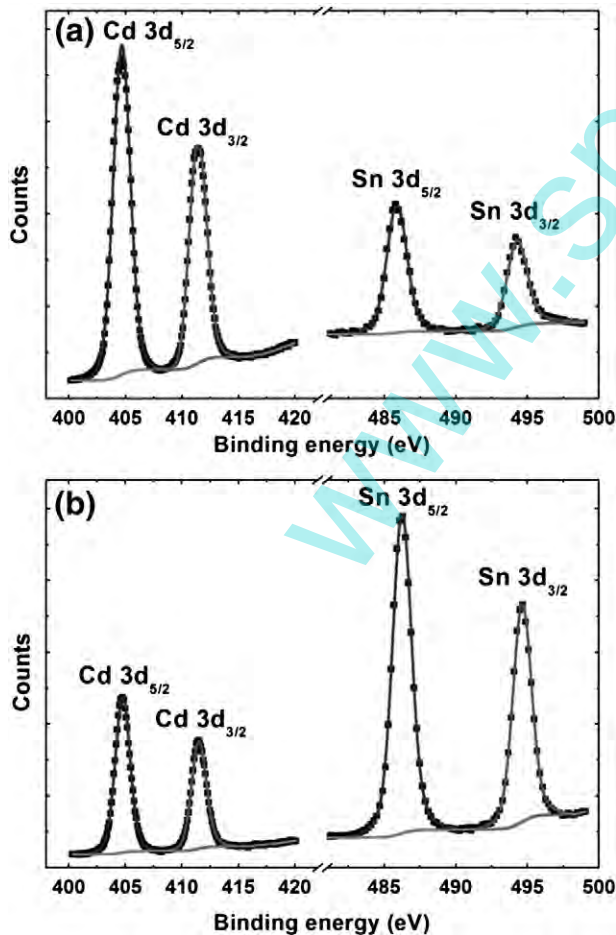 (a)
Cd 3d5/2
Cd 3d3/2
Sn 3d5/2
Sn 3d3/2
Counts
400 405 410 415 420 485 490 495 500
Binding energy (eV)
(b)
Sn 3d5/2
Sn 3d3/2
Cd 3d5/2
Cd 3d3/2
Counts
400 405 410 415 420 485 490 495 500
Binding energy (eV)
www.sp